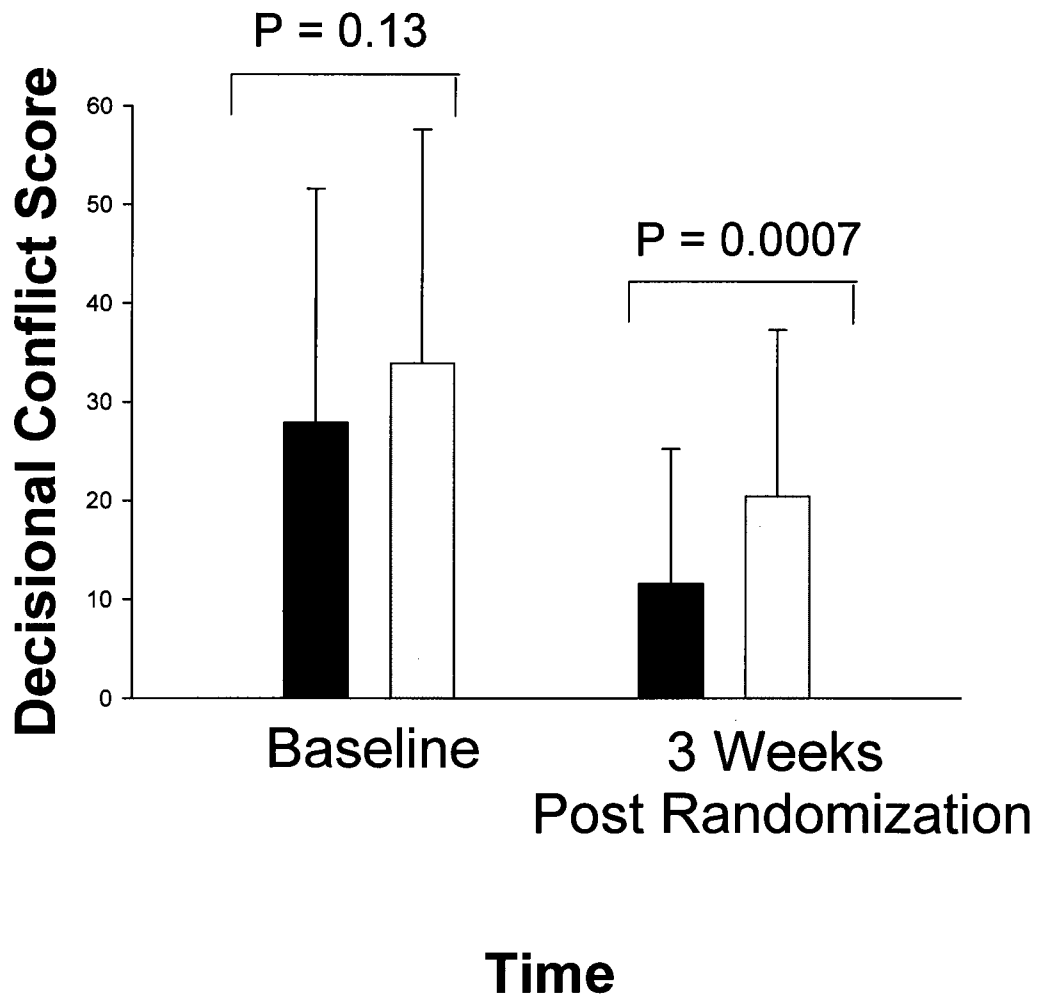 P = 0.13
Decisional Conflict Score
60
50
40
30
20
10
0
P = 0.0007
Baseline
3 Weeks
Post Randomization
Time